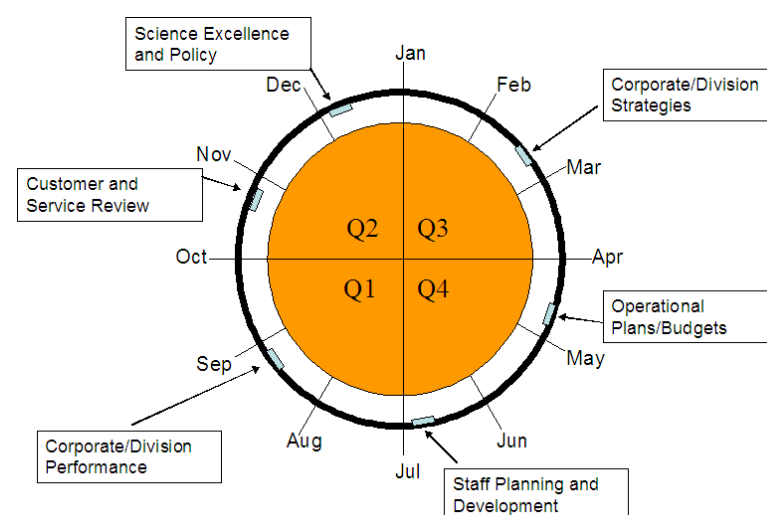 Science Excellence
and Policy
Jan
Dec
Feb
Corporate/Division
Strategies
Nov
Mar
Customer and
Service Review
Q2
Q3
Oct
Apr
Q1
Q4
Operational
Plans/Budgets
Sep
May
Corporate/Division
Performance
Aug
Jun
Jul
Staff Planning and
Development